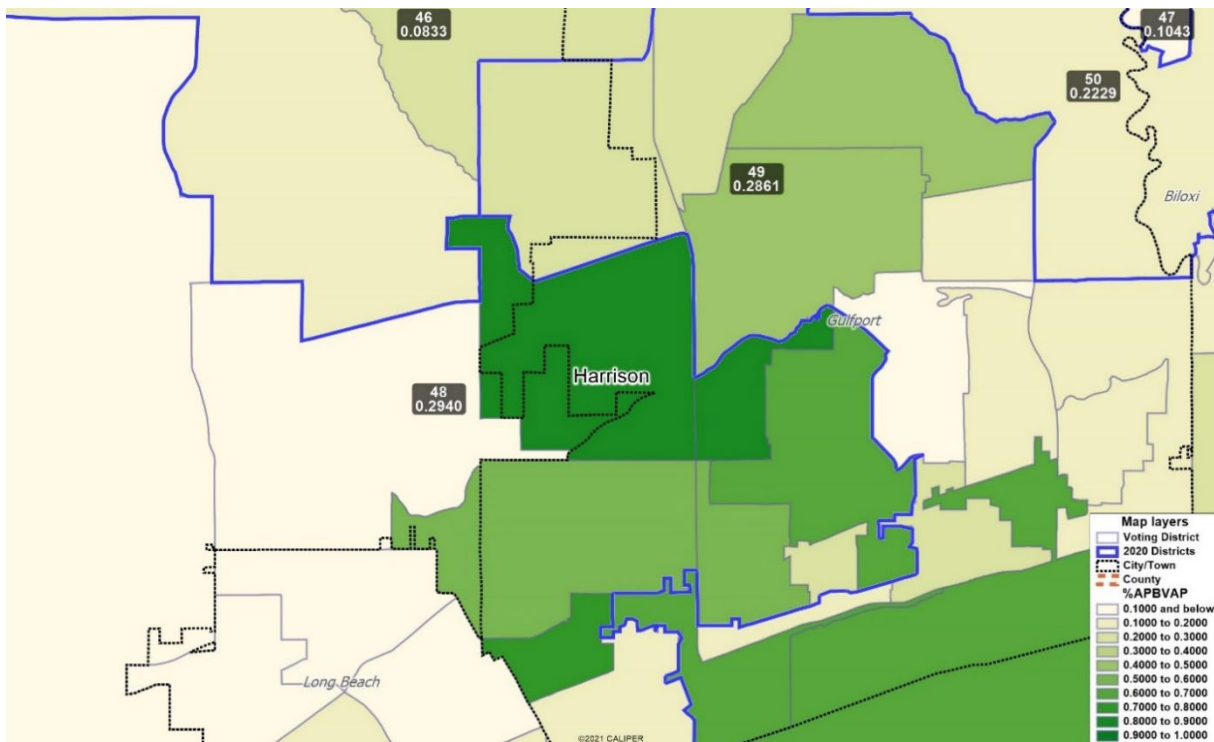 46
0.0833
47
0.1043
50
0.2229
49
0.2861
Biloxi
Gulfport
Harrison
48
0.2940
Long Beach
Map layers
Voting District
2020 Districts
City/Town
County
%APBVAP
0.1000 and below
0.1000 to 0.2000
0.2000 to 0.3000
0.3000 to 0.4000
0.4000 to 0.5000
0.5000 to 0.6000
0.6000 to 0.7000
0.7000 to 0.8000
0.8000 to 0.9000
0.9000 to 1.0000
©2021 CALIPER